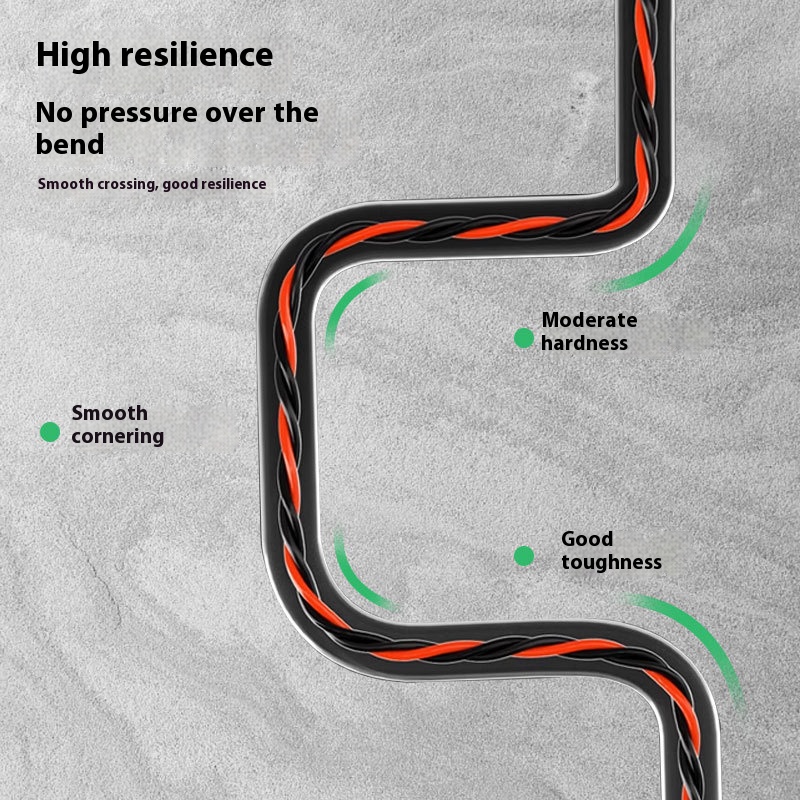 High resilience
No pressure over the
bend
Smooth crossing, good resilience
Moderate
hardness
Smooth
cornering
Good
toughness